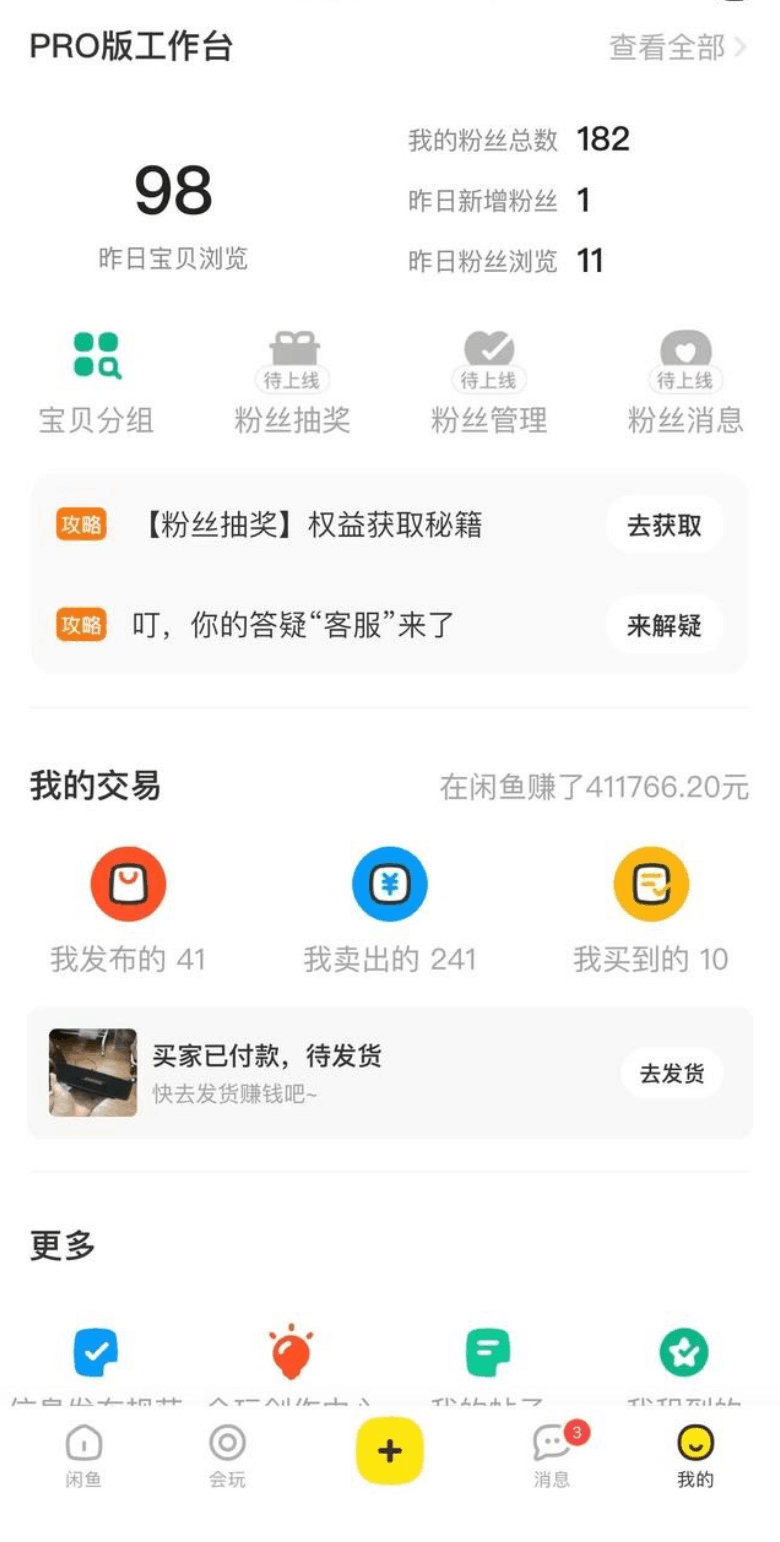 PRO版工作台 查看全部
98
昨日宝贝浏览
我的粉丝总数 182
昨日新增粉丝 1
昨日粉丝浏览 11
待上线 待上线 待上线
宝贝分组 粉丝抽奖 粉丝管理 粉丝消息
攻略 【粉丝抽奖】权益获取秘籍 去获取
攻略 叮，你的答疑“客服”来了 来解疑
我的交易 在闲鱼赚了411766.20元
我发布的 41 我卖出的 241 我买到的 10
买家已付款，待发货
快去发货赚钱吧~
去发货
更多
3
闲鱼 会玩 消息 我的